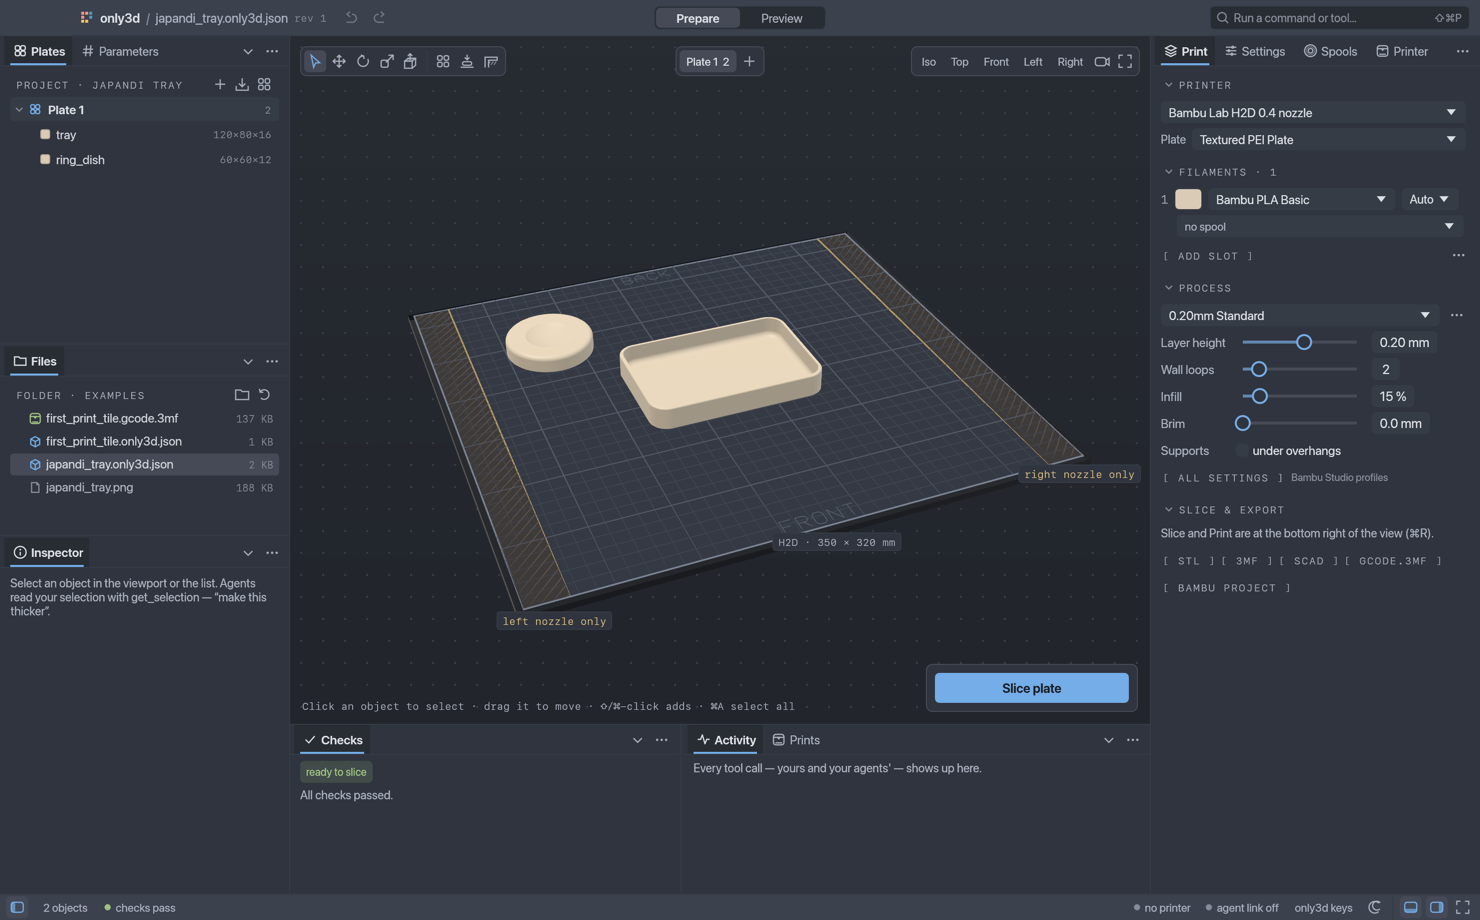 only3d / japandi_tray.only3d.json rev 1
Prepare
Preview
Run a command or tool... ⇧⌘P
Plates
Parameters
PROJECT · JAPANDI TRAY
Plate 1 2
tray 120×80×16
ring_dish 60×60×12
Files
FOLDER · EXAMPLES
first_print_tile.gcode.3mf 137 KB
first_print_tile.only3d.json 1 KB
japandi_tray.only3d.json 2 KB
japandi_tray.png 188 KB
Inspector
Select an object in the viewport or the list. Agents
read your selection with get_selection — “make this
thicker”.
Plate 1 2
Iso Top Front Left Right
BACK
right nozzle only
FRONT
H2D · 350 × 320 mm
left nozzle only
Slice plate
Click an object to select · drag it to move · ⇧/⌘-click adds · ⌘A select all
Checks
ready to slice
All checks passed.
Activity
Prints
Every tool call — yours and your agents' — shows up here.
Print
Settings
Spools
Printer
PRINTER
Bambu Lab H2D 0.4 nozzle
Plate Textured PEI Plate
FILAMENTS · 1
1 Bambu PLA Basic Auto
no spool
[ ADD SLOT ]
PROCESS
0.20mm Standard
Layer height 0.20 mm
Wall loops 2
Infill 15 %
Brim 0.0 mm
Supports under overhangs
[ ALL SETTINGS ] Bambu Studio profiles
SLICE & EXPORT
Slice and Print are at the bottom right of the view (⌘R).
[ STL ] [ 3MF ] [ SCAD ] [ GCODE.3MF ]
[ BAMBU PROJECT ]
2 objects
checks pass
no printer
agent link off
only3d keys